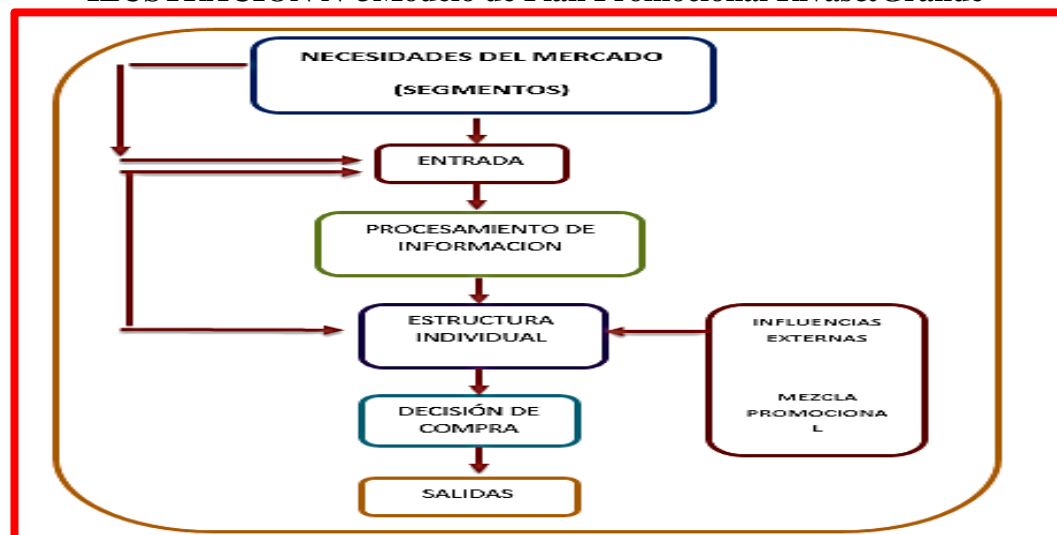 NECESIDADES DEL MERCADO
(SEGMENTOS)
ENTRADA
PROCESAMIENTO DE
INFORMACION
ESTRUCTURA
INDIVIDUAL
INFLUENCIAS
EXTERNAS
MEZCLA
PROMOCIONA
L
DECISIÓN DE
COMPRA
SALIDAS